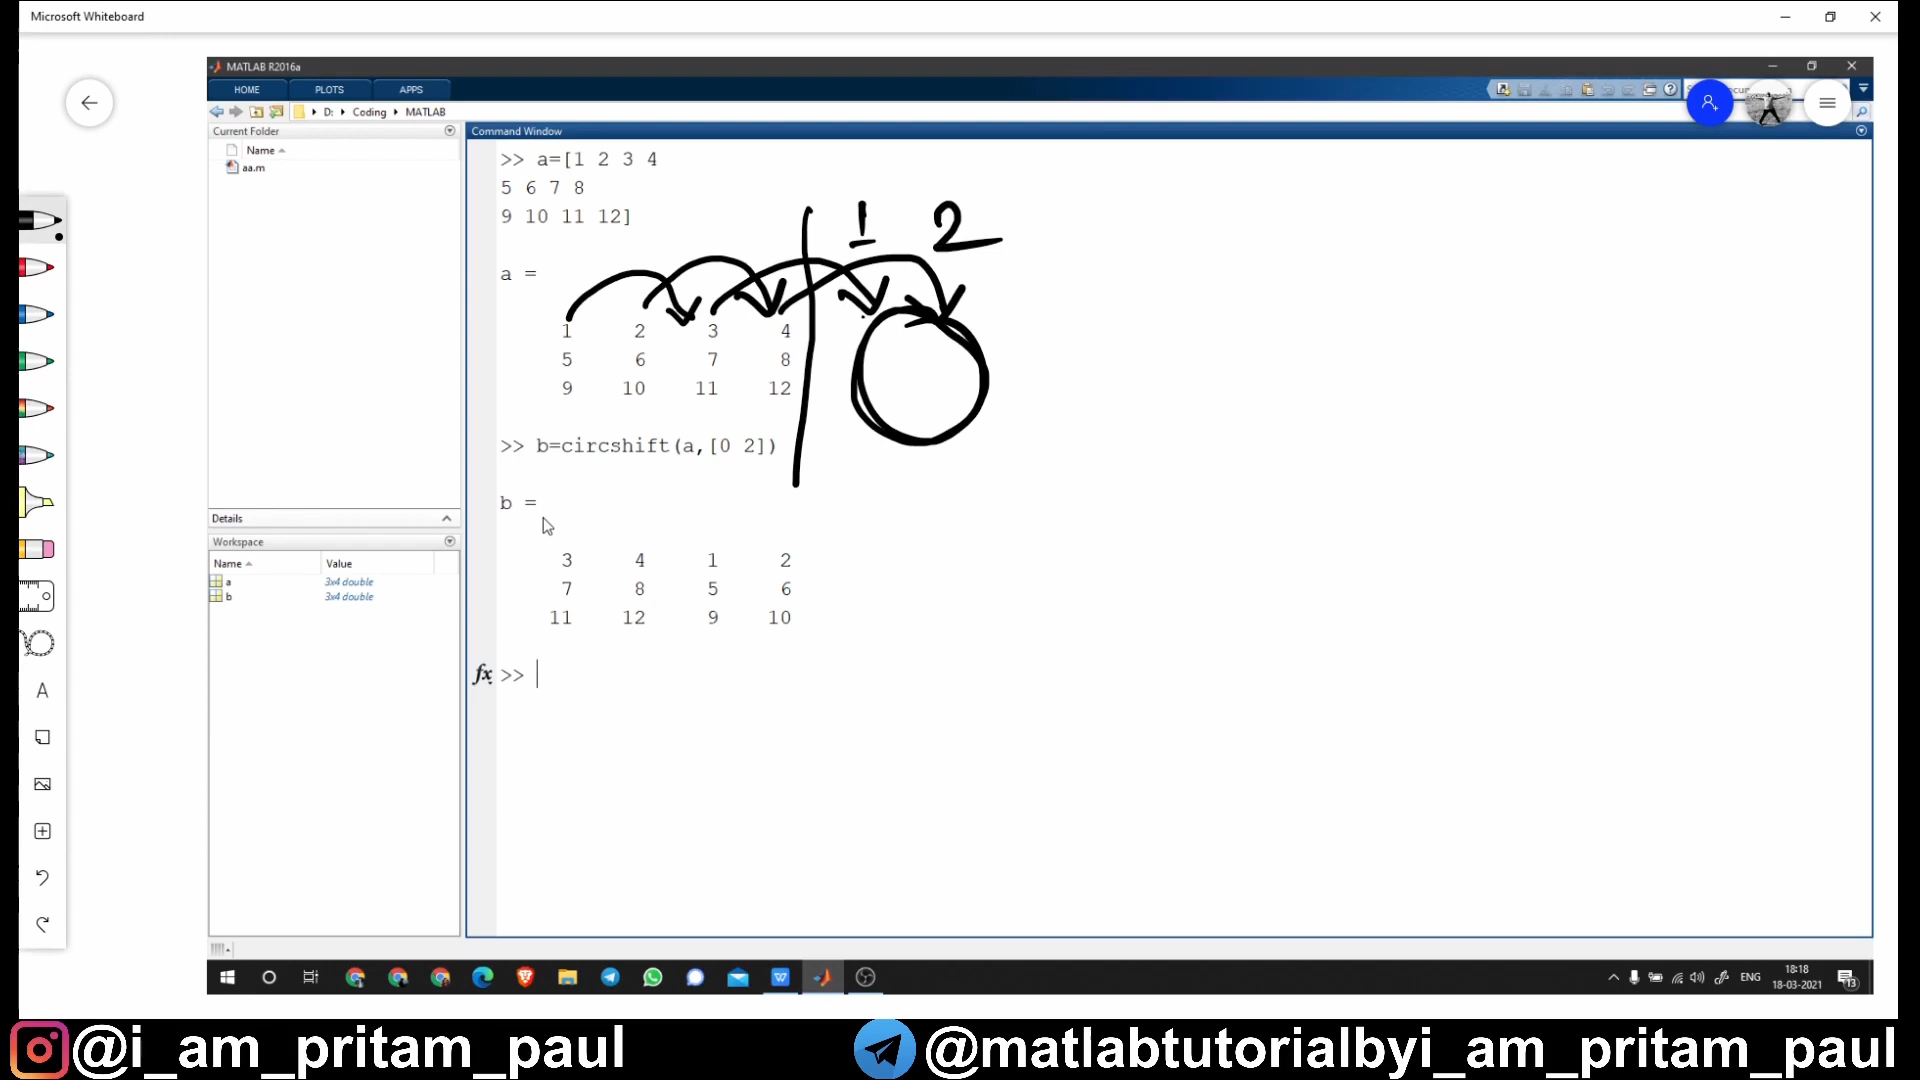 Microsoft Whiteboard
MATLAB R2016a
HOME PLOTS APPS
D: Coding MATLAB
Current Folder
Command Window
Name
aa.m
>> a=[1 2 3 4
5 6 7 8
9 10 11 12]
1 2
a =
1 2 3 4
5 6 7 8
9 10 11 12
>> b=circshift(a,[0 2])
b =
3 4 1 2
7 8 5 6
11 12 9 10
fx >>
Details
Workspace
Name Value
a 3x4 double
b 3x4 double
A
ENG
18:18
18-03-2021
13
@i_am_pritam_paul
@matlabtutorialbyi_am_pritam_paul